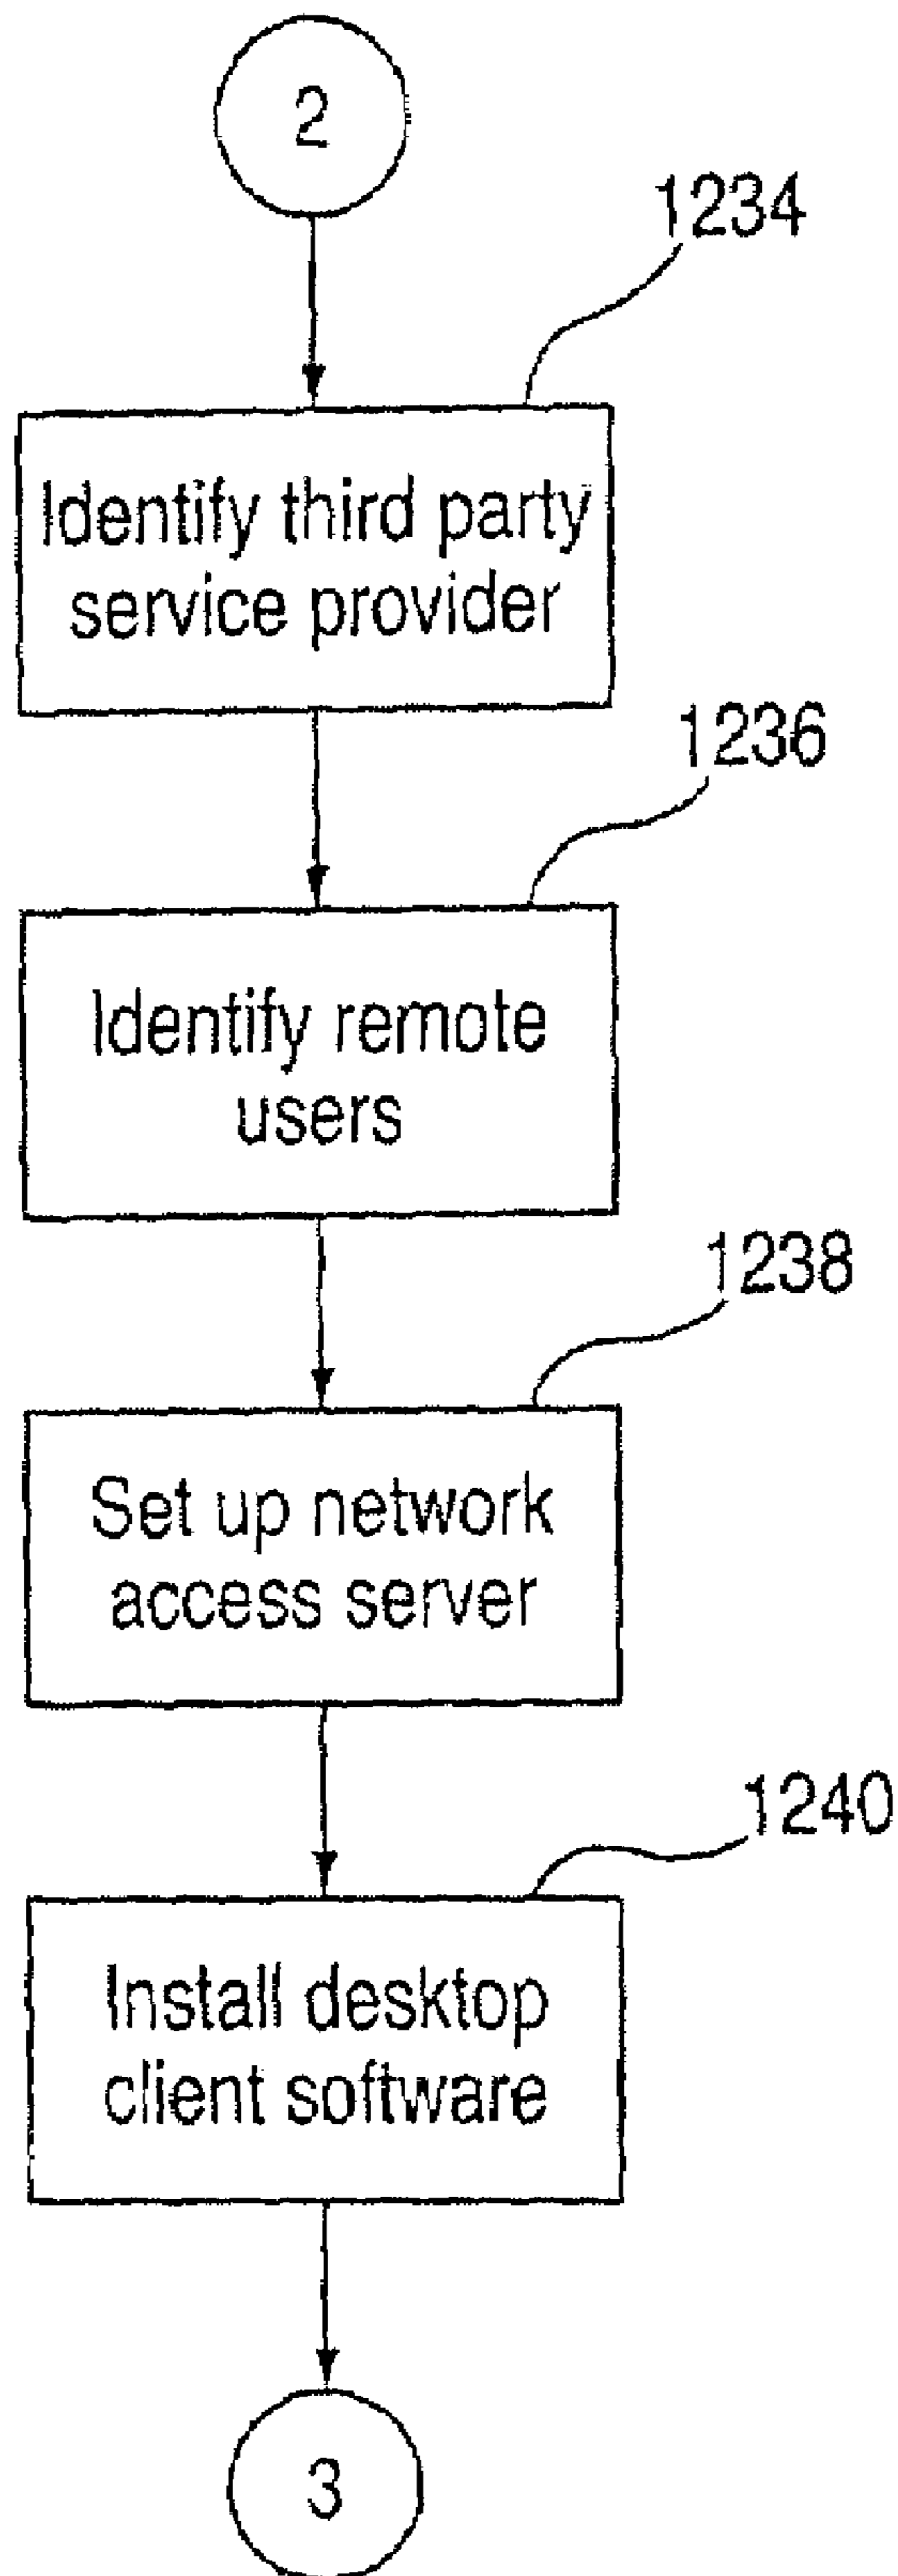 2
1234
Identify third party
service provider
1236
Identify remote
users
1238
Set up network
access server
1240
Install desktop
client software
3